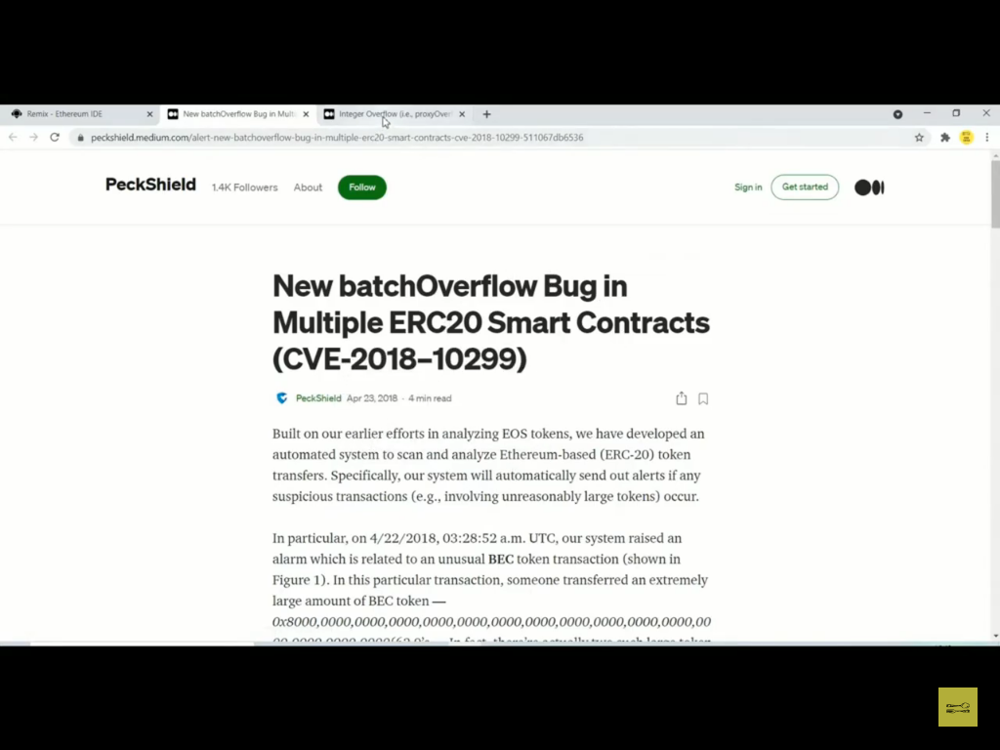 Remix - Ethereum IDE
New batchOverflow Bug in Mult
Integer Overflow (i.e., proxyOver
peckshield.medium.com/alert-new-batchoverflow-bug-in-multiple-erc20-smart-contracts-cve-2018-10299-511067db6536
PeckShield 1.4K Followers About Follow Sign in Get started
New batchOverflow Bug in
Multiple ERC20 Smart Contracts
(CVE-2018–10299)
PeckShield Apr 23, 2018 · 4 min read
Built on our earlier efforts in analyzing EOS tokens, we have developed an
automated system to scan and analyze Ethereum-based (ERC-20) token
transfers. Specifically, our system will automatically send out alerts if any
suspicious transactions (e.g., involving unreasonably large tokens) occur.
In particular, on 4/22/2018, 03:28:52 a.m. UTC, our system raised an
alarm which is related to an unusual BEC token transaction (shown in
Figure 1). In this particular transaction, someone transferred an extremely
large amount of BEC token —
0x8000,0000,0000,0000,0000,0000,0000,0000,0000,0000,0000,0000,00